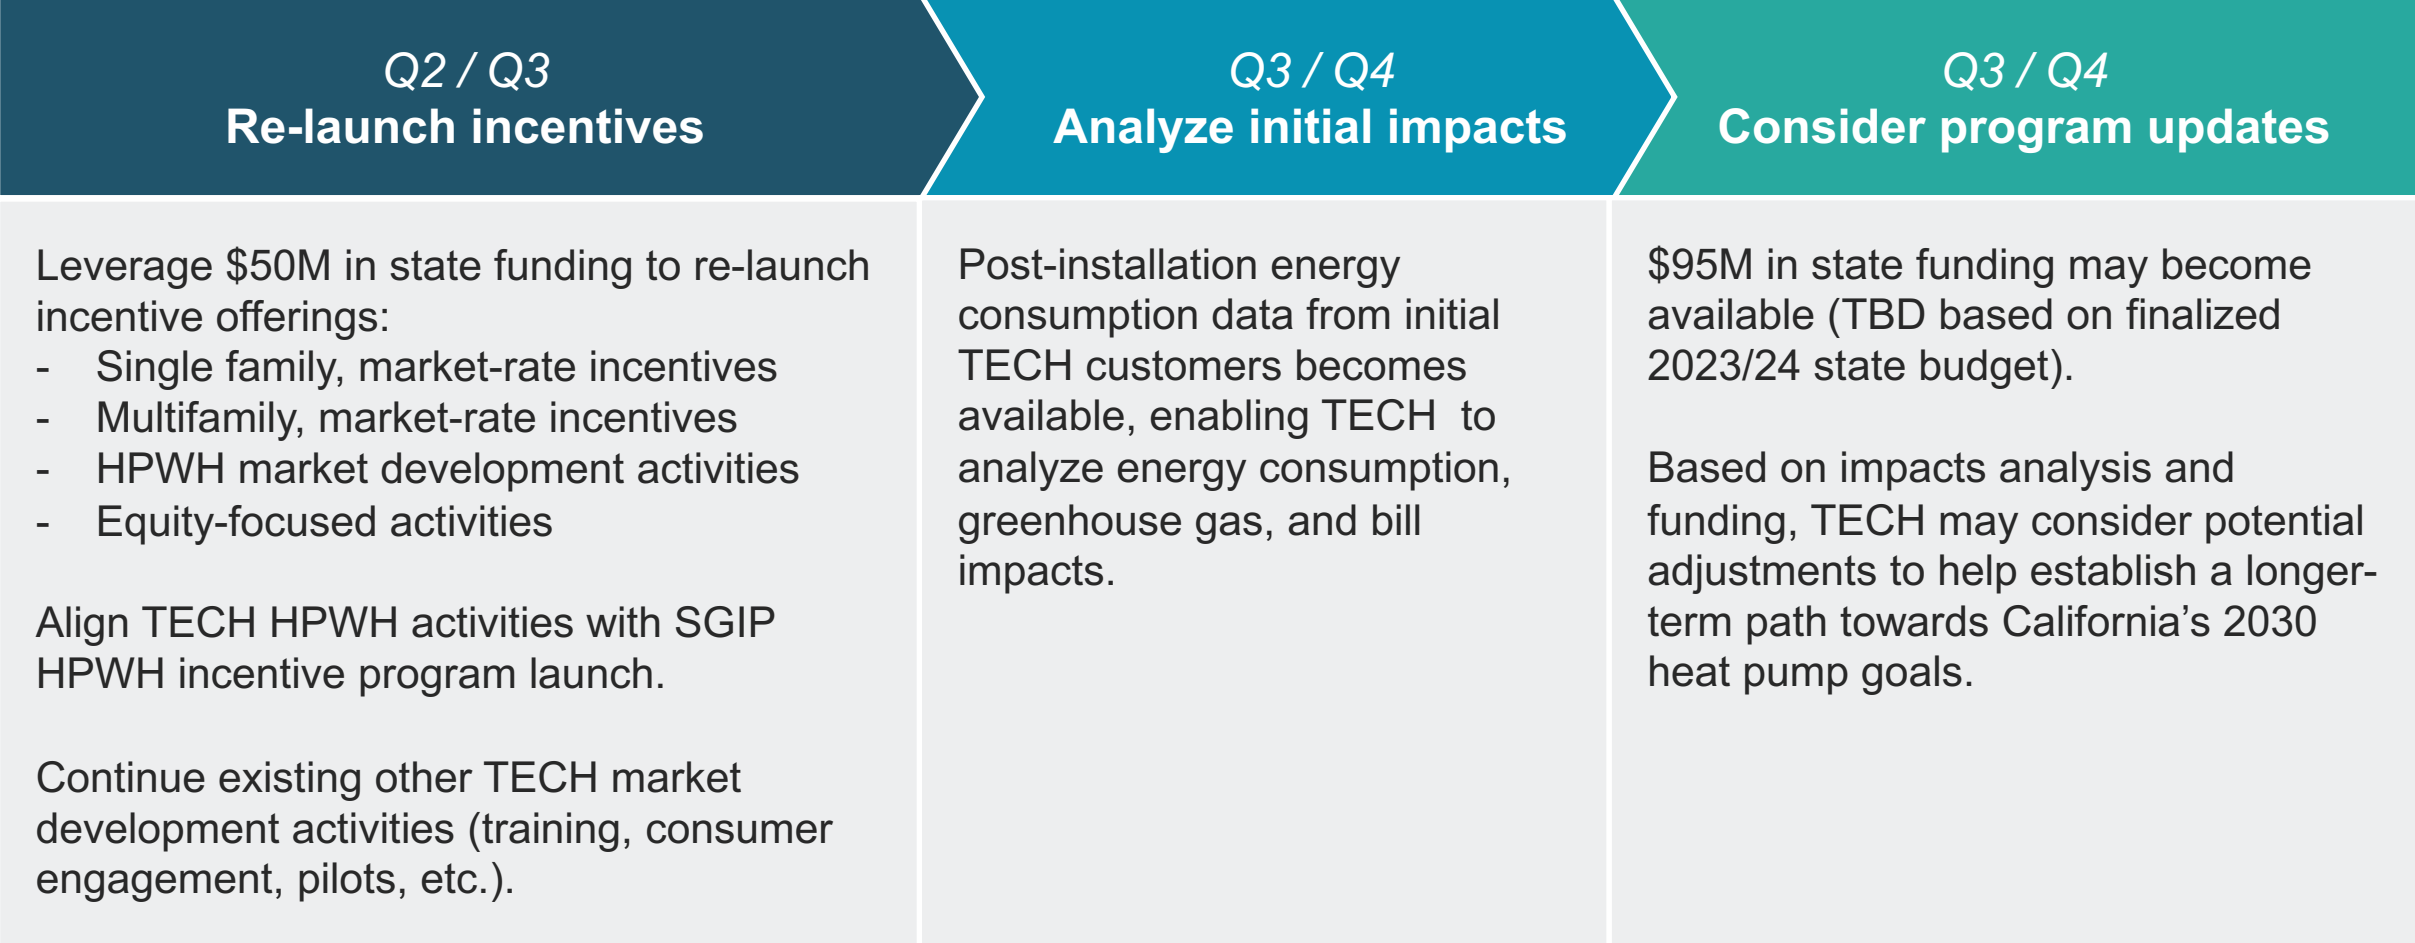 Q2 / Q3
Re-launch incentives
Leverage $50M in state funding to re-launch
incentive offerings:
- Single family, market-rate incentives
- Multifamily, market-rate incentives
- HPWH market development activities
- Equity-focused activities
Align TECH HPWH activities with SGIP
HPWH incentive program launch.
Continue existing other TECH market
development activities (training, consumer
engagement, pilots, etc.).
Q3 / Q4
Analyze initial impacts
Post-installation energy
consumption data from initial
TECH customers becomes
available, enabling TECH  to
analyze energy consumption,
greenhouse gas, and bill
impacts.
Q3 / Q4
Consider program updates
$95M in state funding may become
available (TBD based on finalized
2023/24 state budget).
Based on impacts analysis and
funding, TECH may consider potential
adjustments to help establish a longer-
term path towards California’s 2030
heat pump goals.